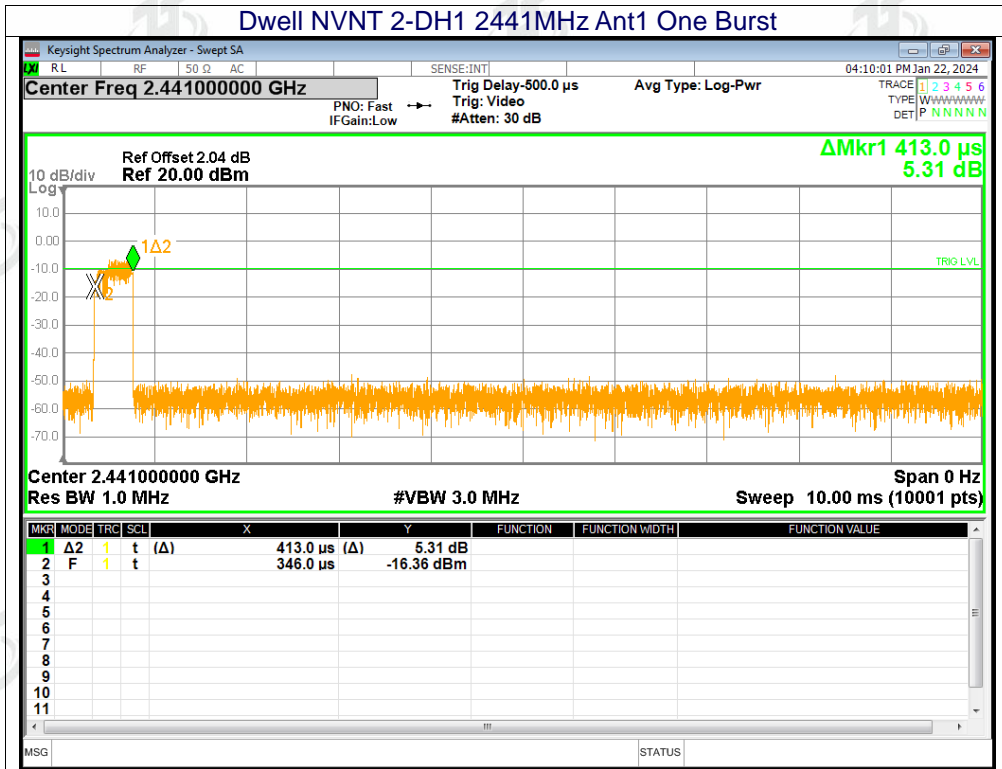 Dwell NVNT 2-DH1 2441MHz Ant1 One Burst
Keysight Spectrum Analyzer - Swept SA
LXI RL RF 50 Ω AC SENSE:INT 04:10:01 PM Jan 22, 2024
Center Freq 2.441000000 GHz
PNO: Fast
IFGain:Low
Trig Delay-500.0 µs
Trig: Video
#Atten: 30 dB
Avg Type: Log-Pwr
TRACE 1 2 3 4 5 6
TYPE WWWWWWW
DET P N N N N N
ΔMkr1 413.0 µs
5.31 dB
Ref Offset 2.04 dB
10 dB/div Ref 20.00 dBm
Log
10.0
0.00
1Δ2
-10.0
TRIG LVL
2
-20.0
-30.0
-40.0
-50.0
-60.0
-70.0
Center 2.441000000 GHz Span 0 Hz
Res BW 1.0 MHz #VBW 3.0 MHz Sweep 10.00 ms (10001 pts)
MKR MODE TRC SCL X Y FUNCTION FUNCTION WIDTH FUNCTION VALUE
1 Δ2 1 t (Δ) 413.0 µs (Δ) 5.31 dB
2 F 1 t 346.0 µs -16.36 dBm
3
4
5
6
7
8
9
10
11
MSG STATUS